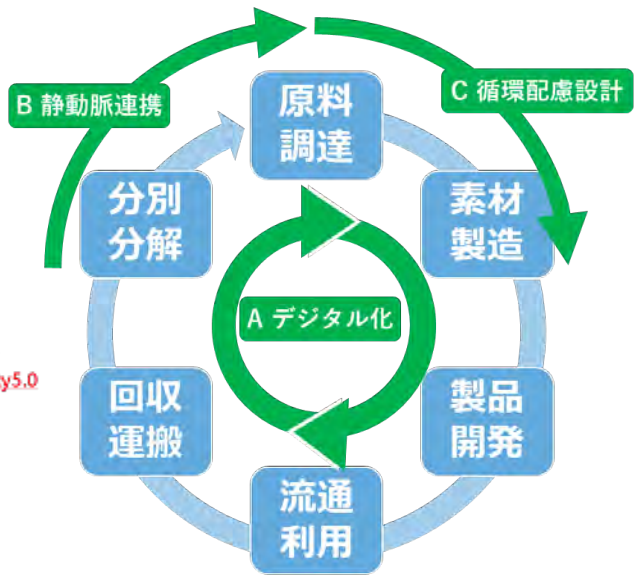 B 静動脈連携
C 循環配慮設計
原料
調達
分別
分解
素材
製造
A デジタル化
y5.0
回収
運搬
製品
開発
流通
利用